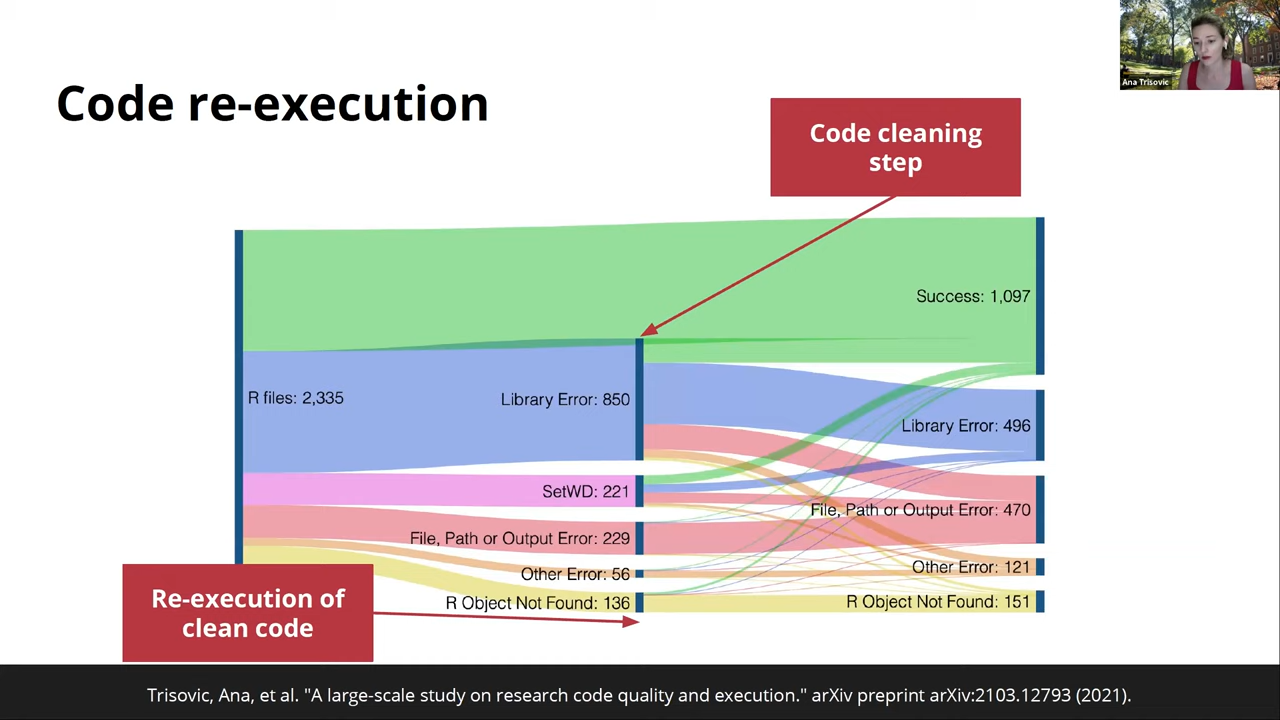 Ana Trisovic
Code re-execution
Code cleaning
step
Success: 1,097
R files: 2,335
Library Error: 850
Library Error: 496
SetWD: 221
File, Path or Output Error: 470
File, Path or Output Error: 229
Other Error: 56
Other Error: 121
R Object Not Found: 136
R Object Not Found: 151
Re-execution of
clean code
Trisovic, Ana, et al. "A large-scale study on research code quality and execution." arXiv preprint arXiv:2103.12793 (2021).